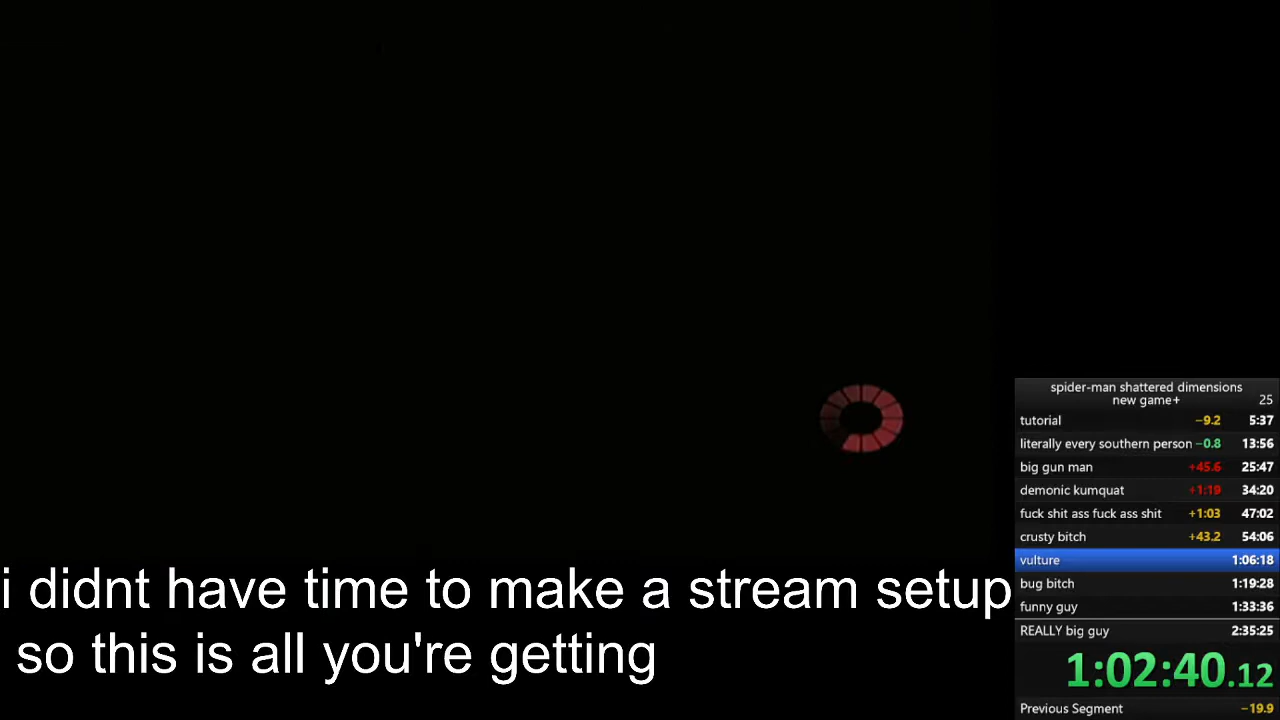 i didnt have time to make a stream setup
so this is all you're getting
spider-man shattered dimensions
new game+ 25
tutorial −9.2 5:37
literally every southern person −0.8 13:56
big gun man +45.6 25:47
demonic kumquat +1:19 34:20
fuck shit ass fuck ass shit +1:03 47:02
crusty bitch +43.2 54:06
vulture 1:06:18
bug bitch 1:19:28
funny guy 1:33:36
REALLY big guy 2:35:25
1:02:40.12
Previous Segment −19.9